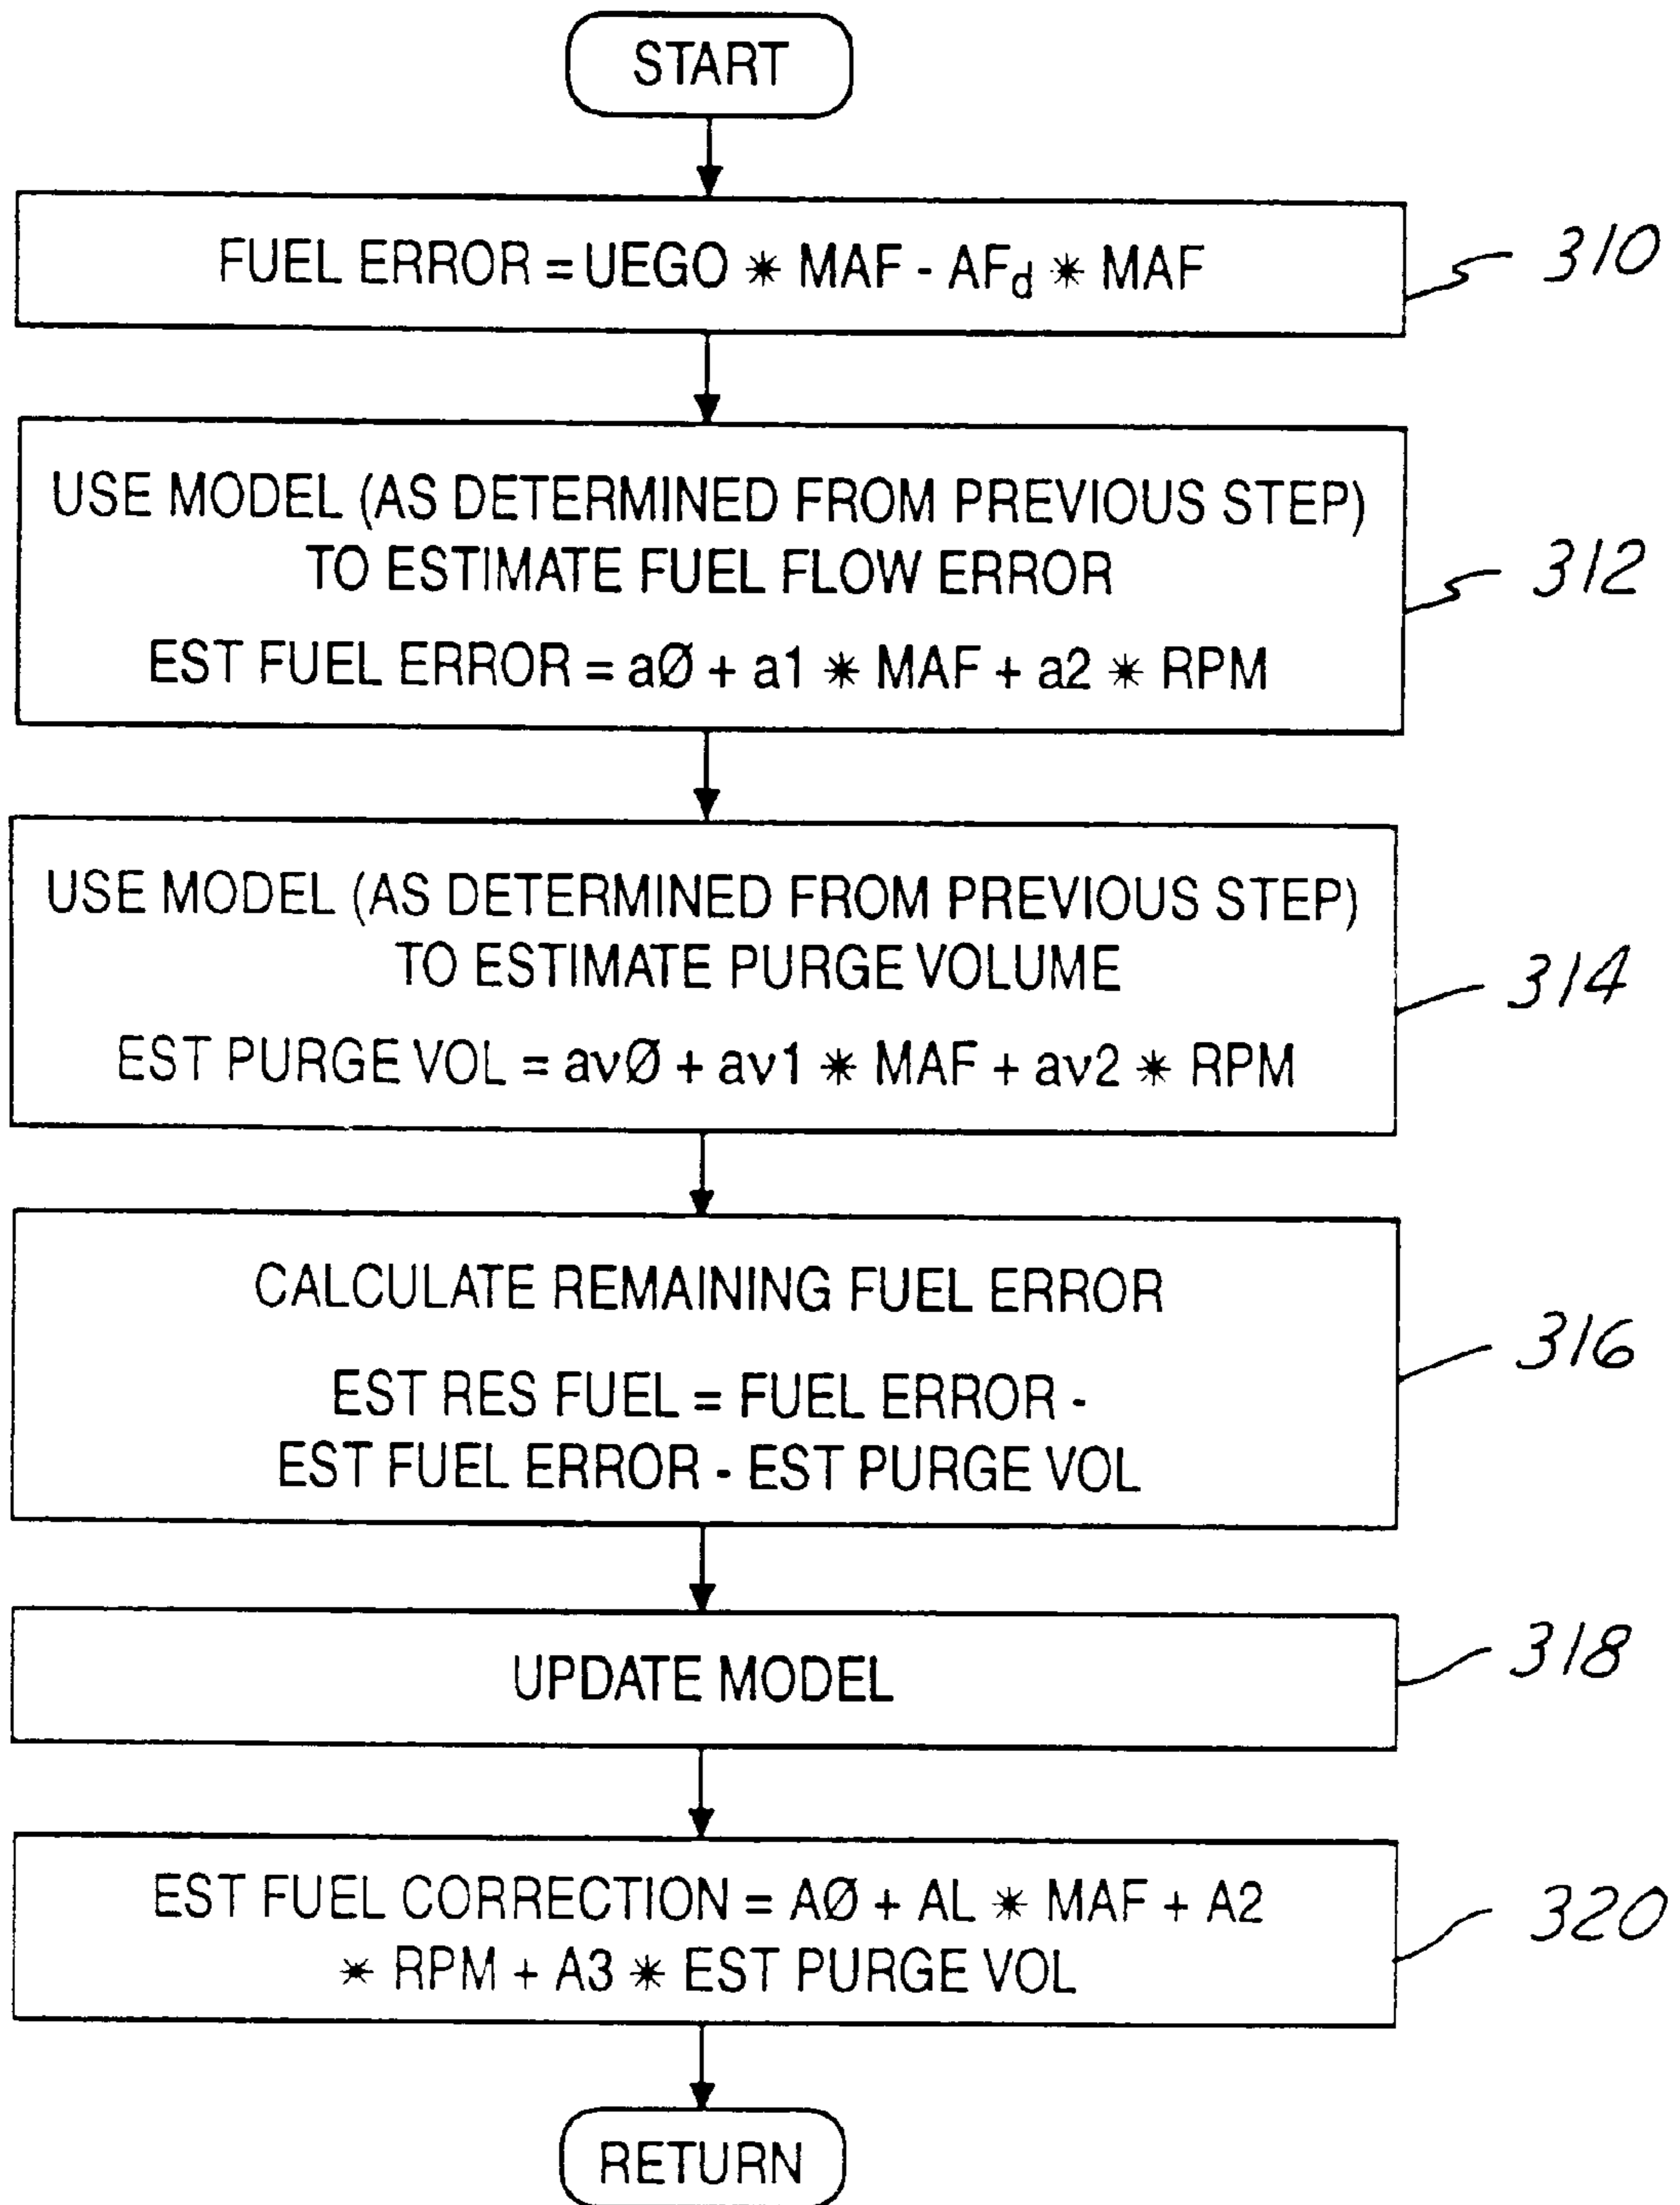 START
FUEL ERROR = UEGO * MAF - AFd * MAF
310
USE MODEL (AS DETERMINED FROM PREVIOUS STEP)
TO ESTIMATE FUEL FLOW ERROR
EST FUEL ERROR = aØ + a1 * MAF + a2 * RPM
312
USE MODEL (AS DETERMINED FROM PREVIOUS STEP)
TO ESTIMATE PURGE VOLUME
EST PURGE VOL = avØ + av1 * MAF + av2 * RPM
314
CALCULATE REMAINING FUEL ERROR
EST RES FUEL = FUEL ERROR -
EST FUEL ERROR - EST PURGE VOL
316
UPDATE MODEL
318
EST FUEL CORRECTION = AØ + AL * MAF + A2
* RPM + A3 * EST PURGE VOL
320
RETURN